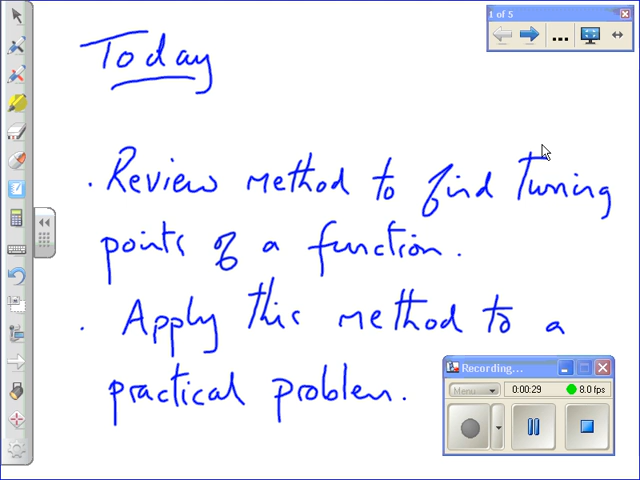 Today
1 of 5
...
. Review method to find turning
points of a function.
. Apply this method to a
practical problem.
Recording...
Menu
0:00:29
8.0 fps